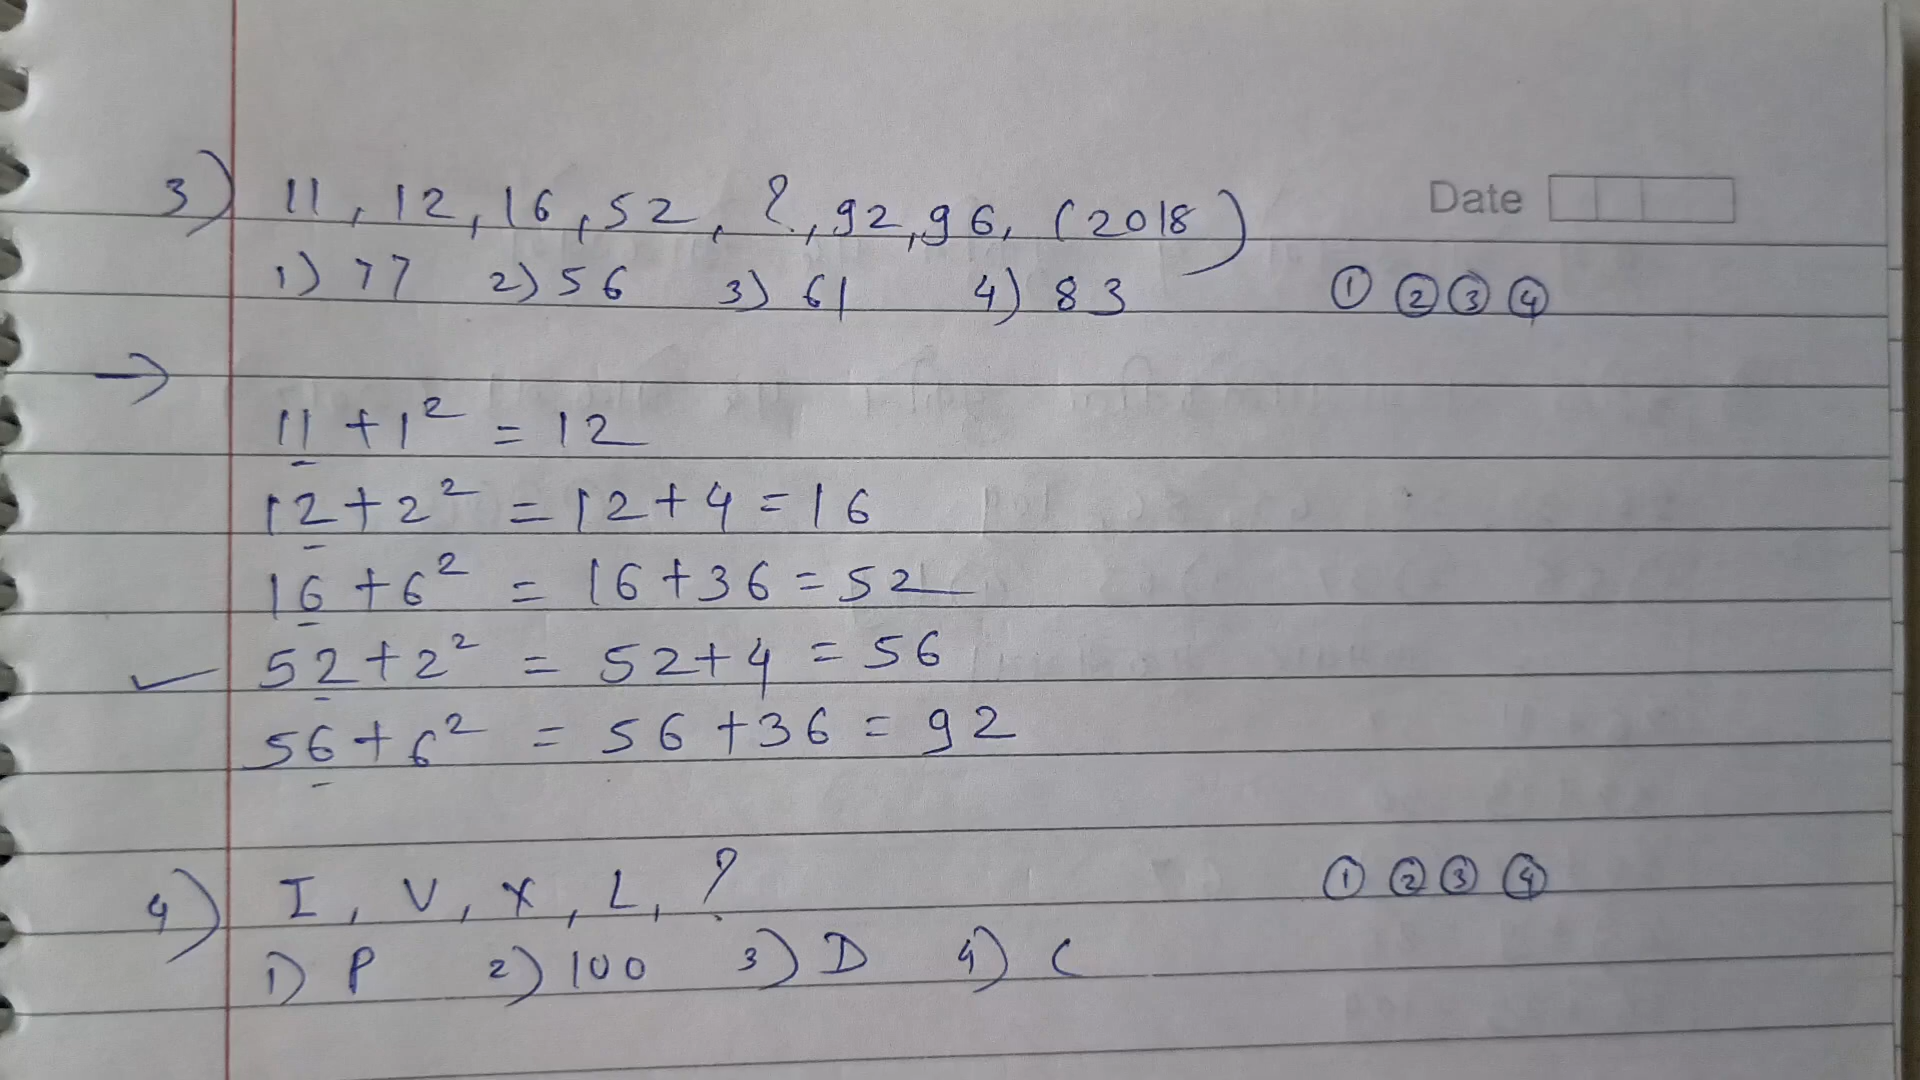 Date
3) 11, 12, 16, 52, ?, 92, 96, (2018)
1) 77 2) 56 3) 61 4) 83 ① ② ③ ④
→
11 + 1² = 12
12 + 2² = 12 + 4 = 16
16 + 6² = 16 + 36 = 52
✓ 52 + 2² = 52 + 4 = 56
56 + 6² = 56 + 36 = 92
4) I, V, X, L, ? ① ② ③ ④
1) P 2) 100 3) D 4) C